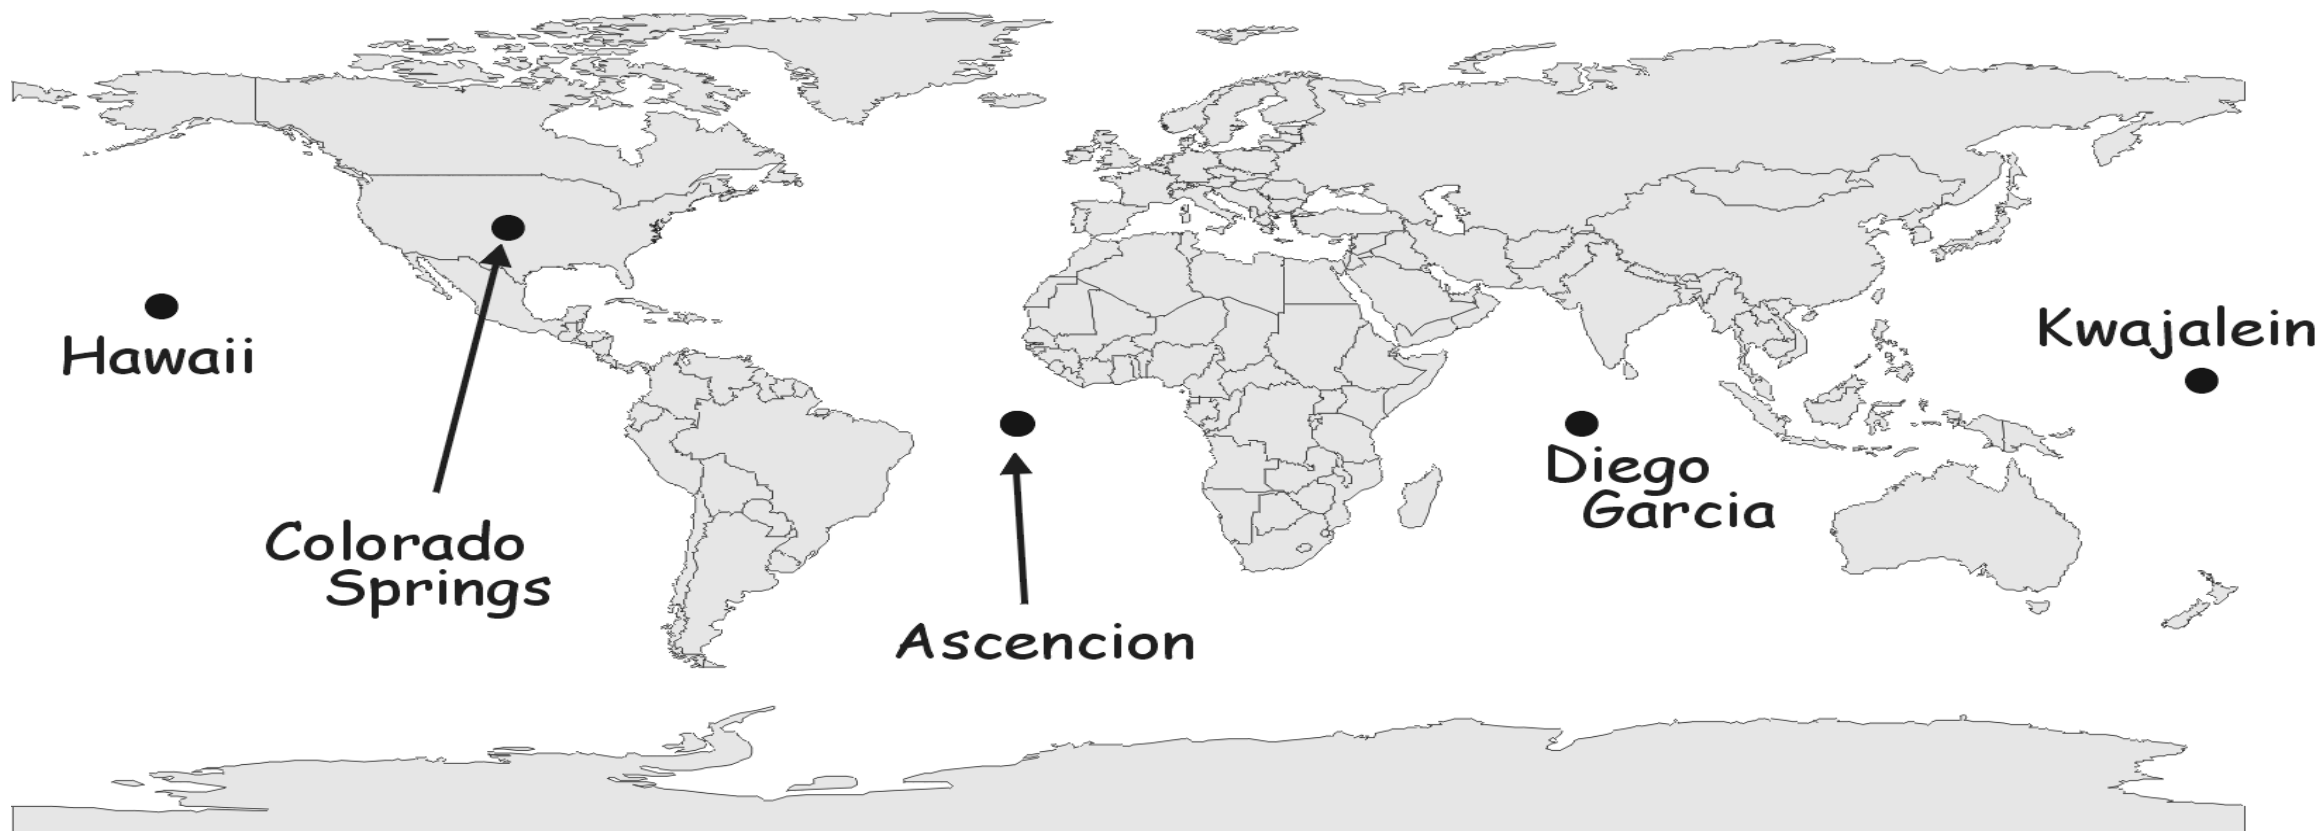 Hawaii
Colorado
Springs
Ascencion
Diego
Garcia
Kwajalein